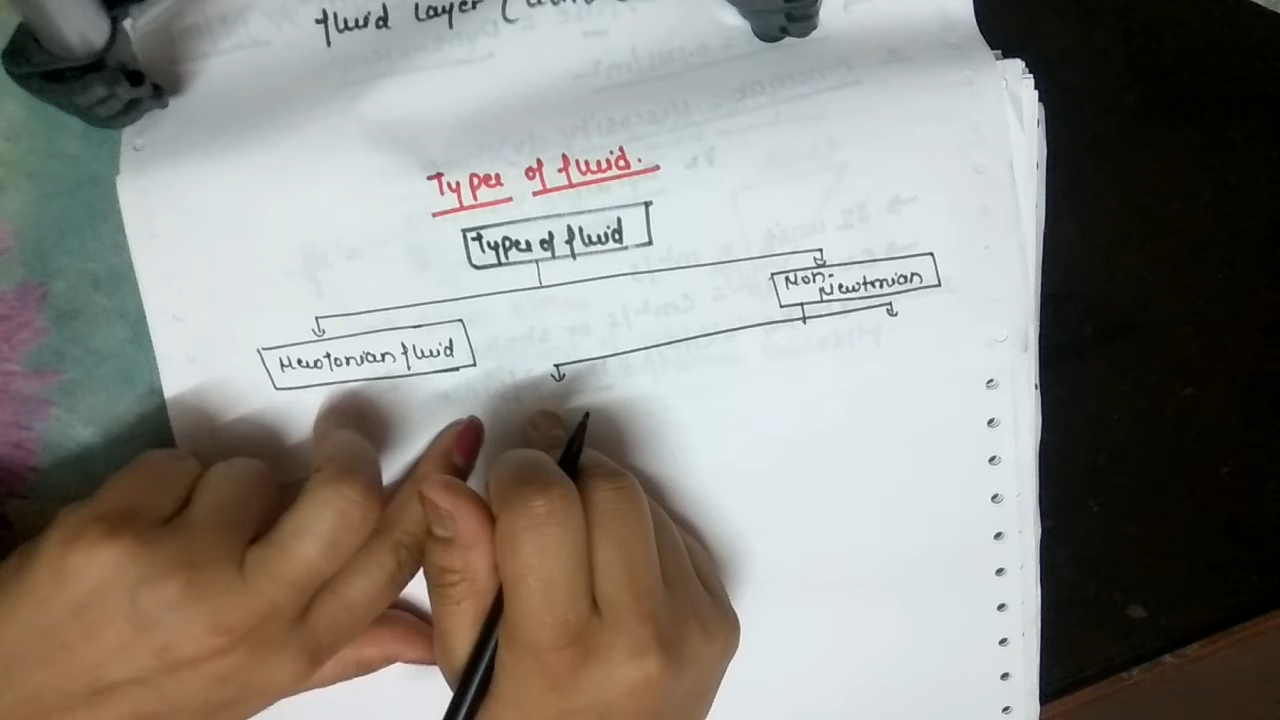 fluid layer (
Types of fluid.
Types of fluid
Non-
Newtonian
Newtonian fluid